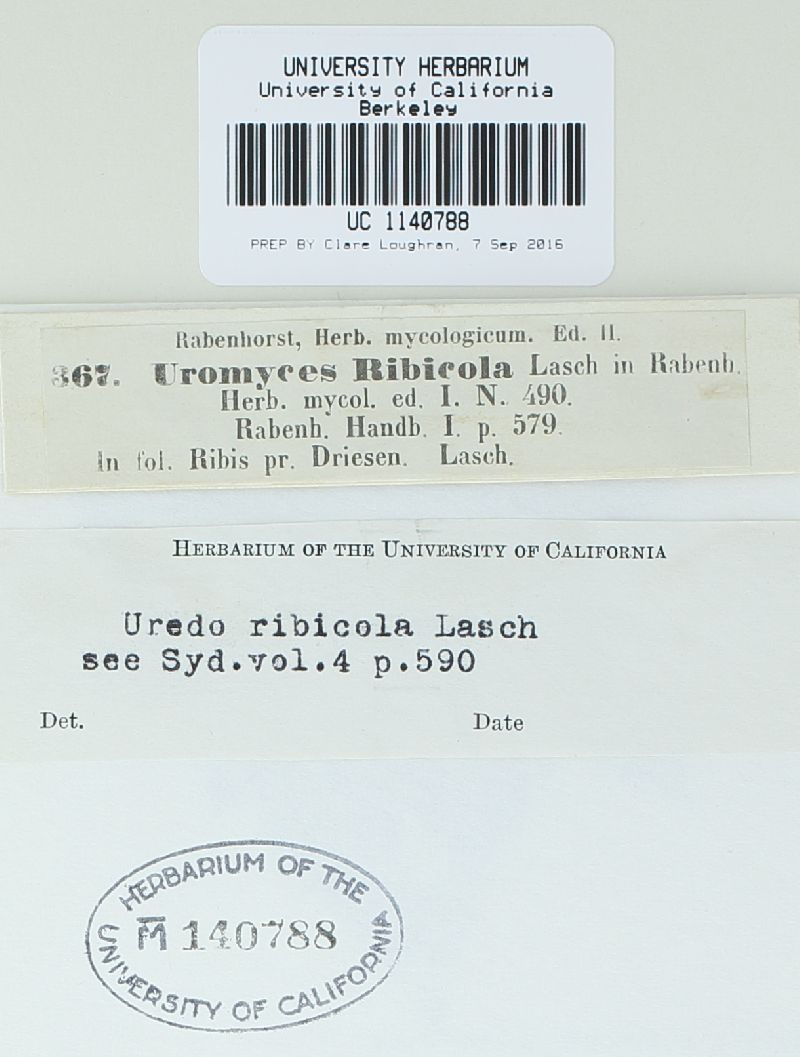 UNIVERSITY HERBARIUM
University of California
Berkeley
UC 1140788
PREP BY Clare Loughran, 7 Sep 2016
Rabenhorst, Herb. mycologicum. Ed. II.
367. Uromyces Ribicola Lasch in Rabenh.
Herb. mycol. ed. I. N. 490.
Rabenh. Handb. I. p. 579.
In fol. Ribis pr. Driesen. Lasch.
HERBARIUM OF THE UNIVERSITY OF CALIFORNIA
Uredo ribicola Lasch
see Syd.vol.4 p.590
Det. Date
HERBARIUM OF THE
M 140788
UNIVERSITY OF CALIFORNIA